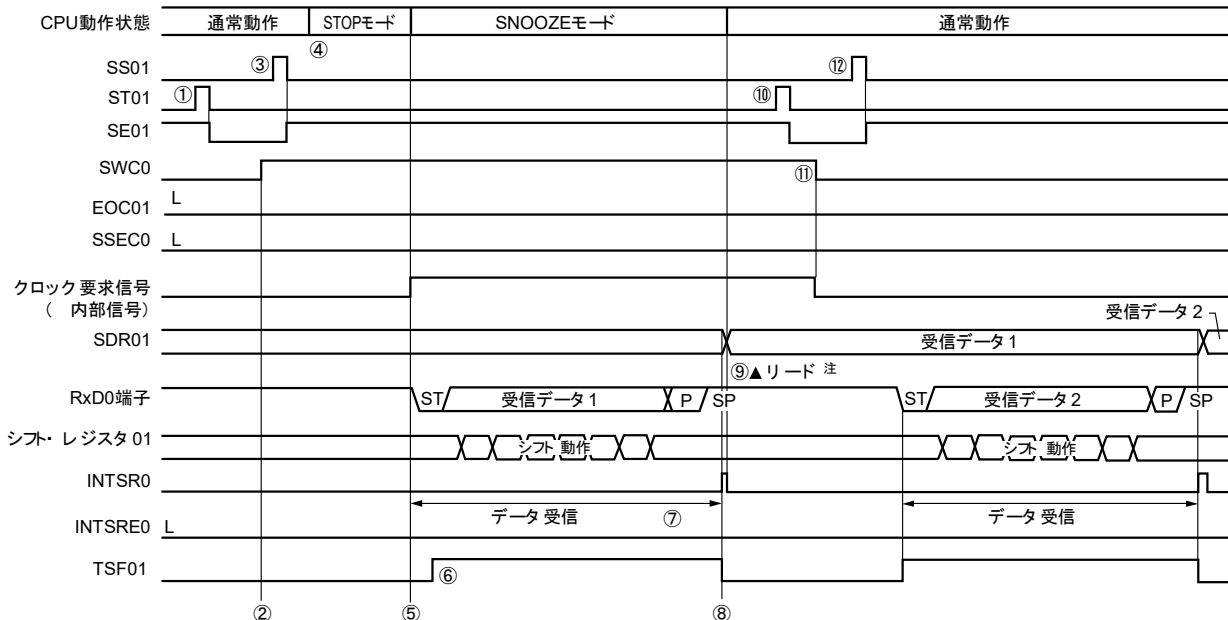 CPU動作状態 通常動作 STOPモード SNOOZEモード 通常動作
④
SS01 ③ ⑫
ST01 ① ⑩
SE01
SWC0 ⑪
EOC01 L
SSEC0 L
クロック要求信号
(内部信号)
受信データ2
SDR01 受信データ1
⑨▲リード 注
RxD0端子 ST 受信データ1 P SP ST 受信データ2 P SP
シフト・レジスタ01 シフト動作 シフト動作
INTSR0
データ受信 ⑦ データ受信
INTSRE0 L
TSF01 ⑥
② ⑤ ⑧